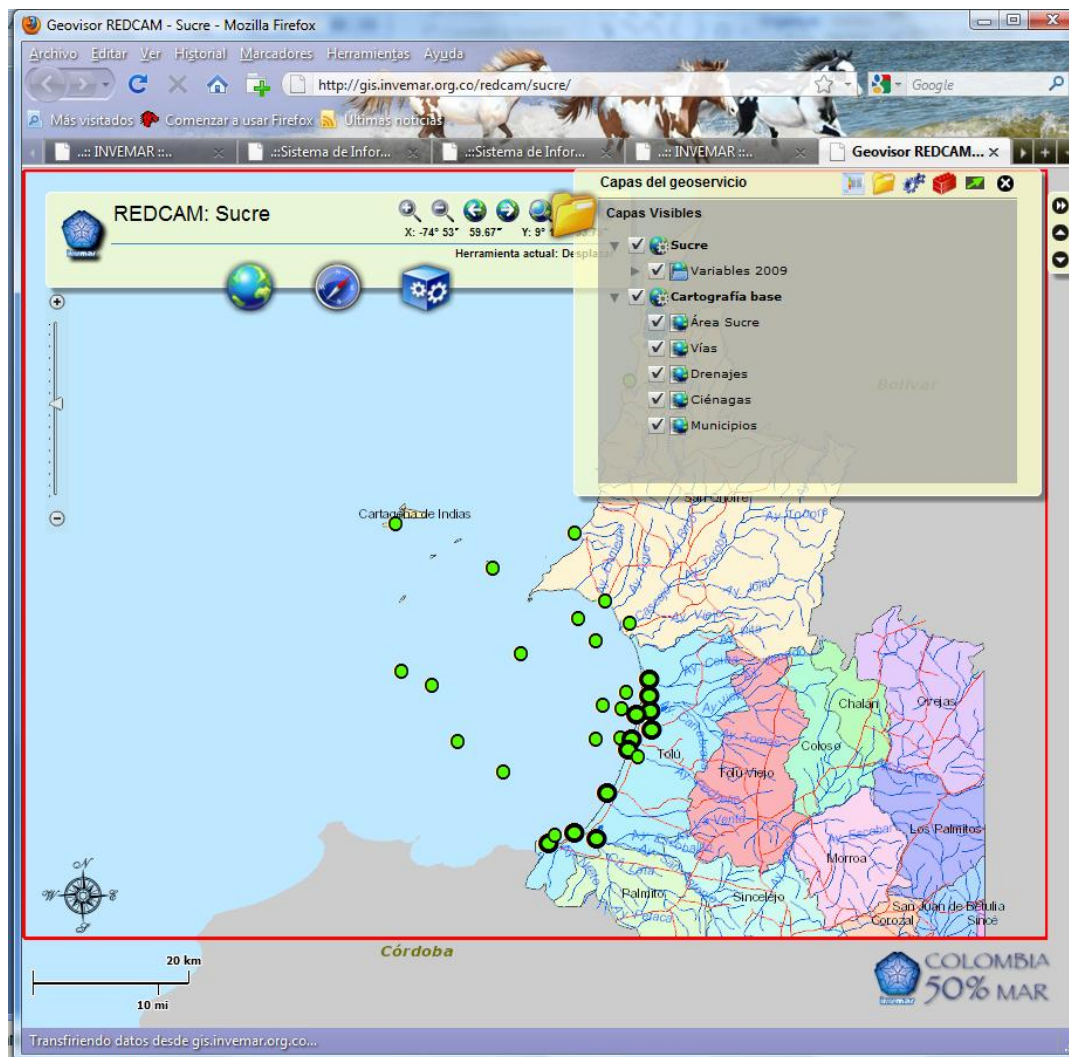 Geovisor REDCAM - Sucre - Mozilla Firefox
Archivo Editar Ver Historial Marcadores Herramientas Ayuda
http://gis.invemar.org.co/redcam/sucre/
Google
Más visitados Comenzar a usar Firefox Últimas noticias
..:: INVEMAR ::..
.::Sistema de Infor...
.::Sistema de Infor...
..:: INVEMAR ::..
Geovisor REDCAM...
Capas del geoservicio
REDCAM: Sucre
X: -74° 53" 59.67" Y: 9°
Herramienta actual: Desplazar
Capas Visibles
Sucre
Variables 2009
Cartografía base
Área Sucre
Vías
Drenajes
Ciénagas
Municipios
Bolívar
Cartagena de Indias
San Onofre
Chalán
Ovejas
Coloso
Tolú
Tolú Viejo
Los Palmitos
Morroa
Palmito
Sincelejo
San Juan de Betulia
Corozal
Sincé
Córdoba
20 km
10 mi
invemar
COLOMBIA
50% MAR
Transfiriendo datos desde gis.invemar.org.co...